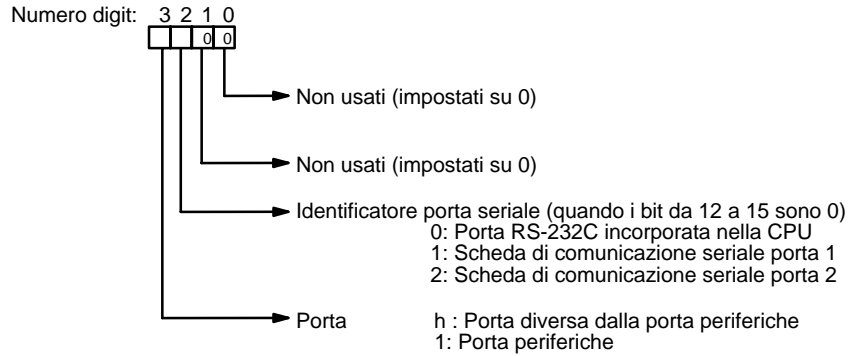 Numero digit: 3 2 1 0
0 0
Non usati (impostati su 0)
Non usati (impostati su 0)
Identificatore porta seriale (quando i bit da 12 a 15 sono 0)
0: Porta RS-232C incorporata nella CPU
1: Scheda di comunicazione seriale porta 1
2: Scheda di comunicazione seriale porta 2
Porta h : Porta diversa dalla porta periferiche
1: Porta periferiche